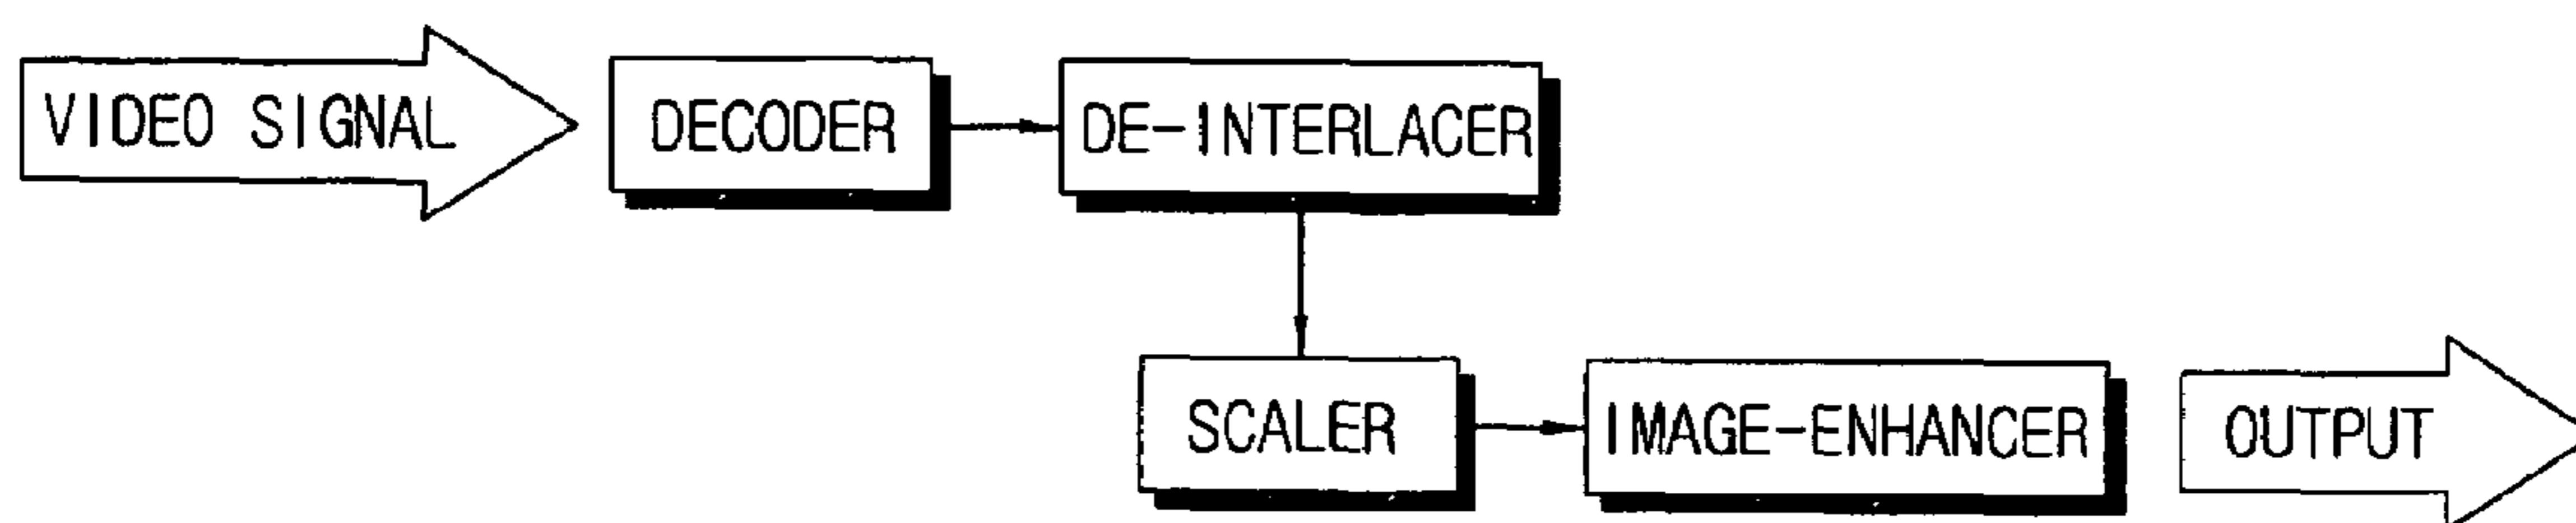 VIDEO SIGNAL
DECODER
DE-INTERLACER
SCALER
IMAGE-ENHANCER
OUTPUT